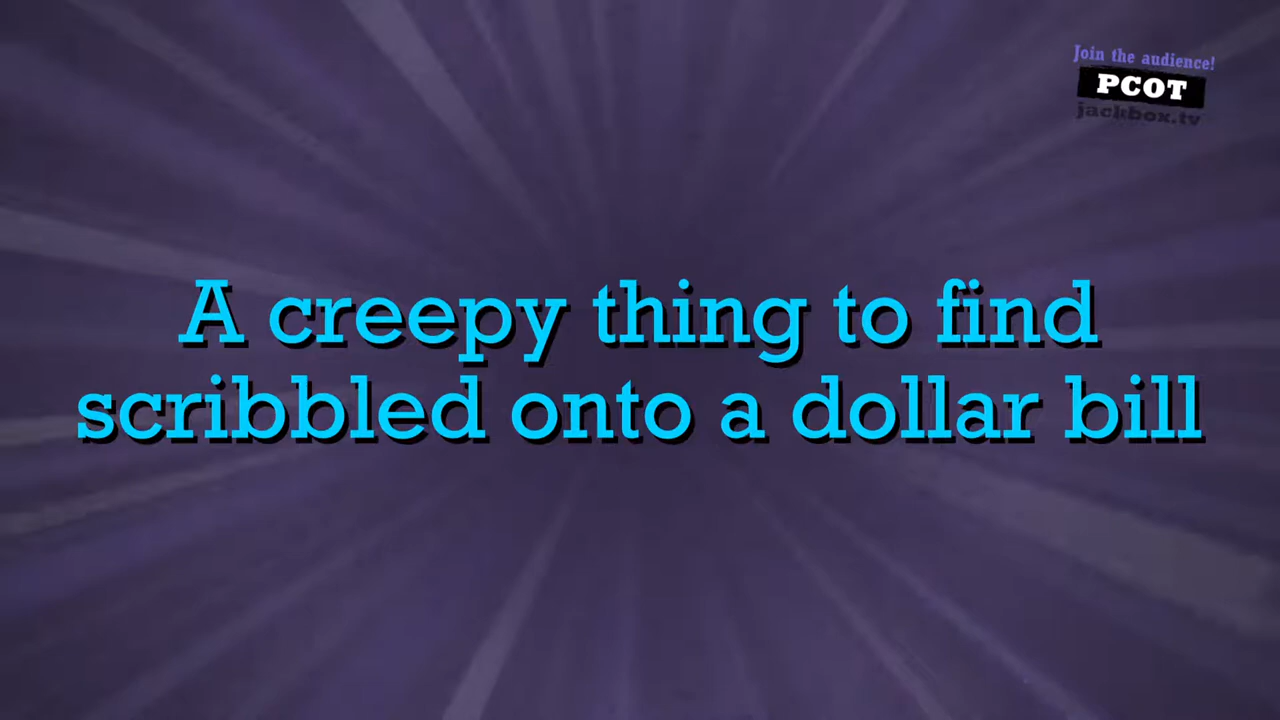 Join the audience!
PCOT
jackbox.tv
A creepy thing to find
scribbled onto a dollar bill